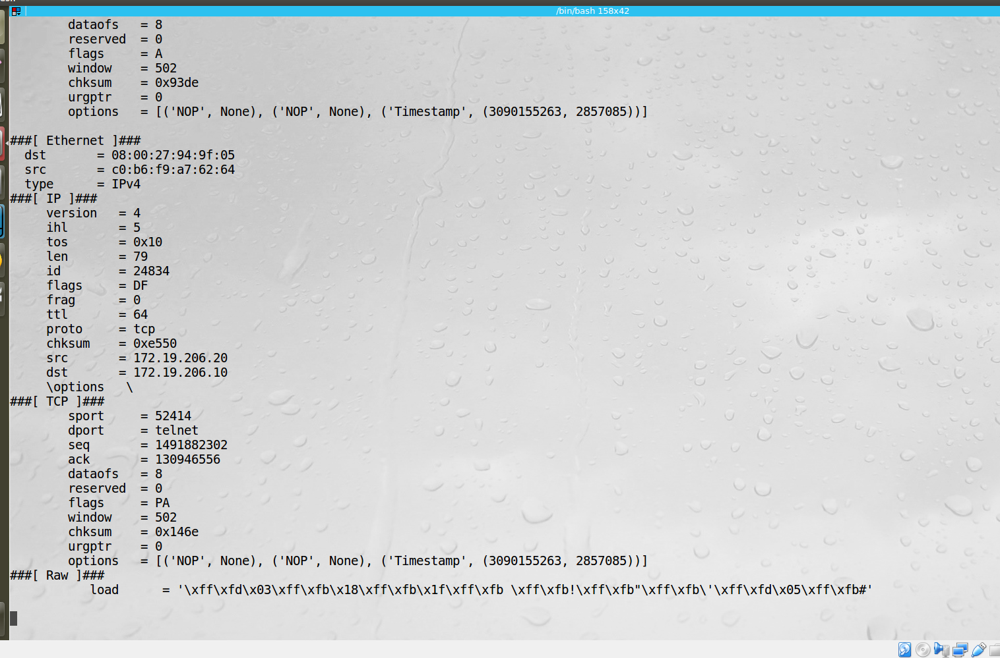 /bin/bash 158x42
dataofs = 8
reserved = 0
flags = A
window = 502
chksum = 0x93de
urgptr = 0
options = [('NOP', None), ('NOP', None), ('Timestamp', (3090155263, 2857085))]
###[ Ethernet ]###
dst = 08:00:27:94:9f:05
src = c0:b6:f9:a7:62:64
type = IPv4
###[ IP ]###
version = 4
ihl = 5
tos = 0x10
len = 79
id = 24834
flags = DF
frag = 0
ttl = 64
proto = tcp
chksum = 0xe550
src = 172.19.206.20
dst = 172.19.206.10
\options \
###[ TCP ]###
sport = 52414
dport = telnet
seq = 1491882302
ack = 130946556
dataofs = 8
reserved = 0
flags = PA
window = 502
chksum = 0x146e
urgptr = 0
options = [('NOP', None), ('NOP', None), ('Timestamp', (3090155263, 2857085))]
###[ Raw ]###
load = '\xff\xfd\x03\xff\xfb\x18\xff\xfb\x1f\xff\xfb \xff\xfb!\xff\xfb"\xff\xfb\'\xff\xfd\x05\xff\xfb#'